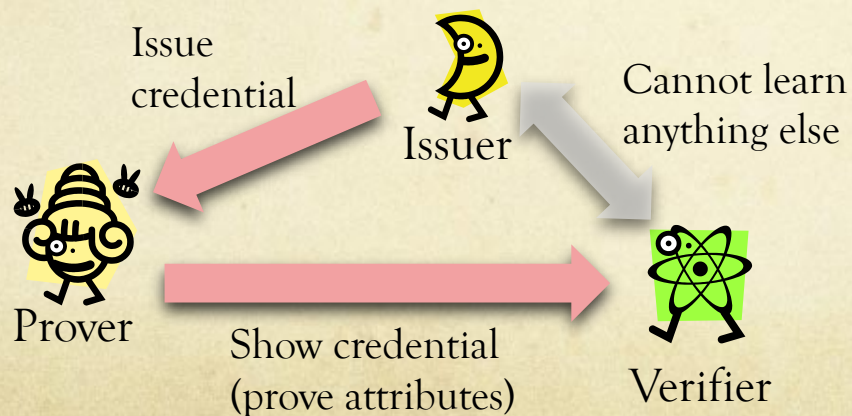 Issue
credential
Issuer
Cannot learn
anything else
Prover
Show credential
(prove attributes)
Verifier